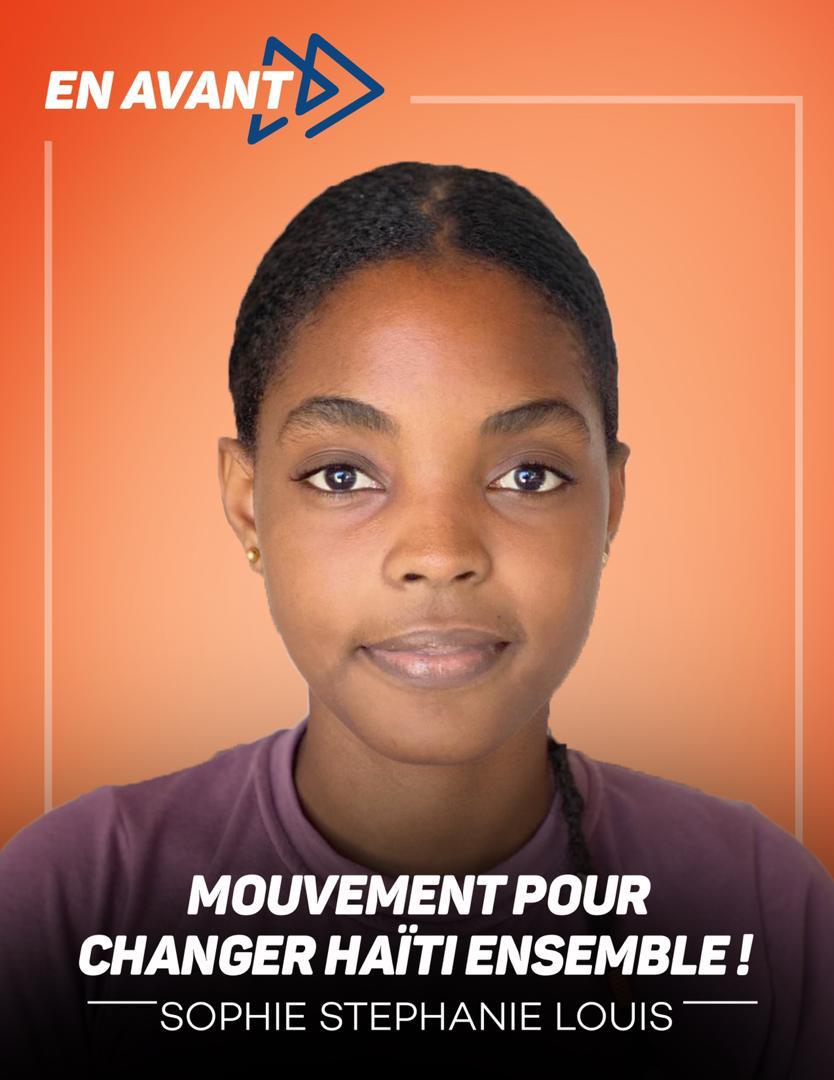 EN AVANT
MOUVEMENT POUR
CHANGER HAÏTI ENSEMBLE !
SOPHIE STEPHANIE LOUIS